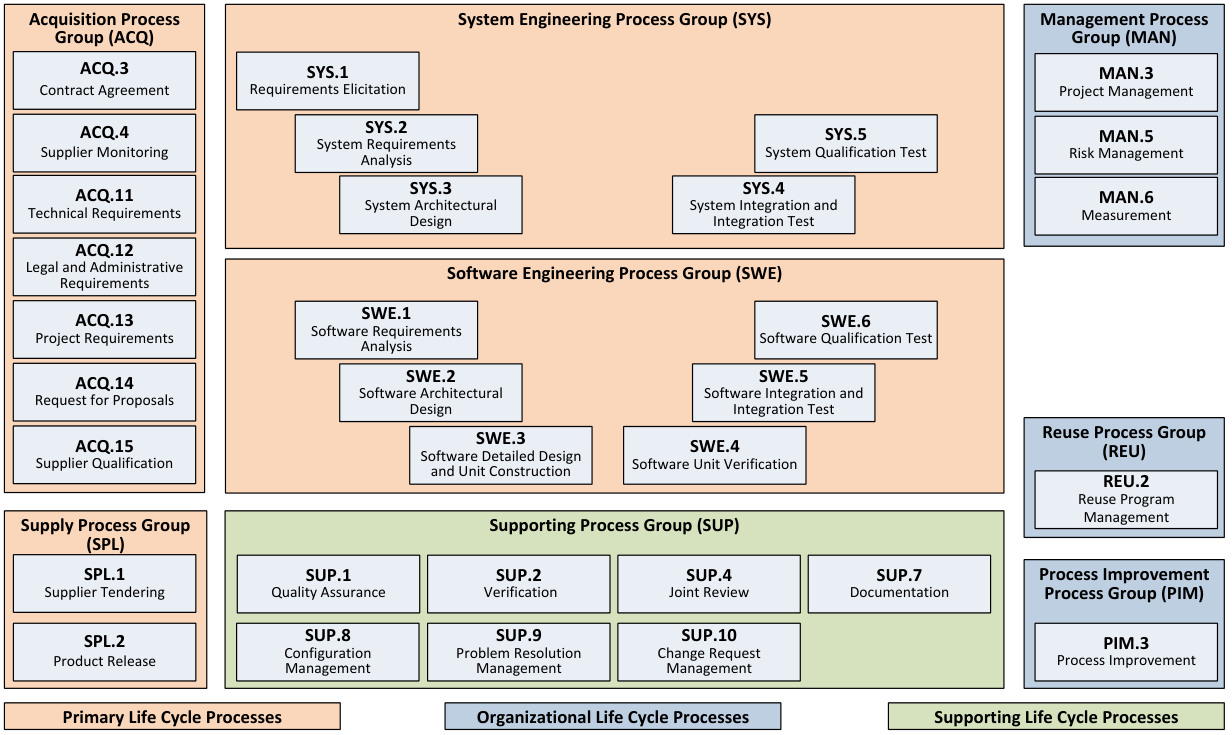 Acquisition Process
Group (ACQ)
ACQ.3
Contract Agreement
ACQ.4
Supplier Monitoring
ACQ.11
Technical Requirements
ACQ.12
Legal and Administrative
Requirements
ACQ.13
Project Requirements
ACQ.14
Request for Proposals
ACQ.15
Supplier Qualification
System Engineering Process Group (SYS)
SYS.1
Requirements Elicitation
SYS.2
System Requirements
Analysis
SYS.3
System Architectural
Design
SYS.5
System Qualification Test
SYS.4
System Integration and
Integration Test
Software Engineering Process Group (SWE)
SWE.1
Software Requirements
Analysis
SWE.2
Software Architectural
Design
SWE.3
Software Detailed Design
and Unit Construction
SWE.6
Software Qualification Test
SWE.5
Software Integration and
Integration Test
SWE.4
Software Unit Verification
Management Process
Group (MAN)
MAN.3
Project Management
MAN.5
Risk Management
MAN.6
Measurement
Reuse Process Group
(REU)
REU.2
Reuse Program
Management
Supply Process Group
(SPL)
SPL.1
Supplier Tendering
SPL.2
Product Release
Supporting Process Group (SUP)
SUP.1
Quality Assurance
SUP.2
Verification
SUP.4
Joint Review
SUP.7
Documentation
SUP.8
Configuration
Management
SUP.9
Problem Resolution
Management
SUP.10
Change Request
Management
Process Improvement
Process Group (PIM)
PIM.3
Process Improvement
Primary Life Cycle Processes
Organizational Life Cycle Processes
Supporting Life Cycle Processes